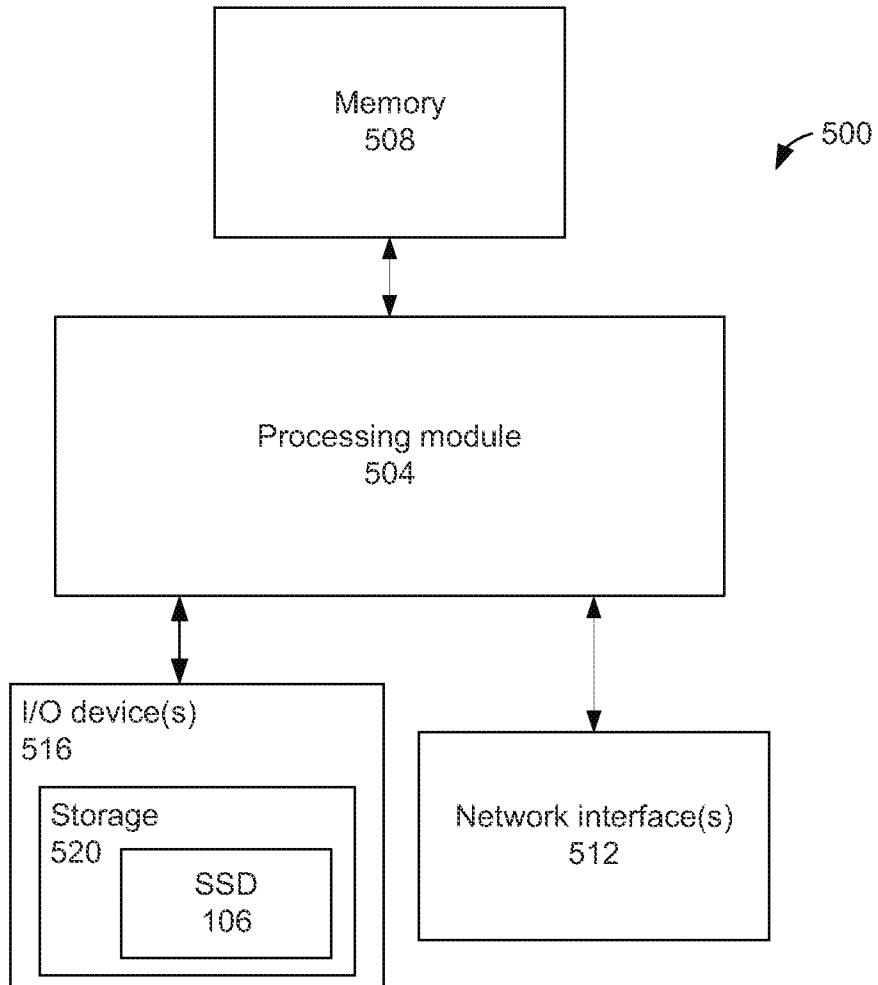 Memory
508
500
Processing module
504
I/O device(s)
516
Storage
520
SSD
106
Network interface(s)
512